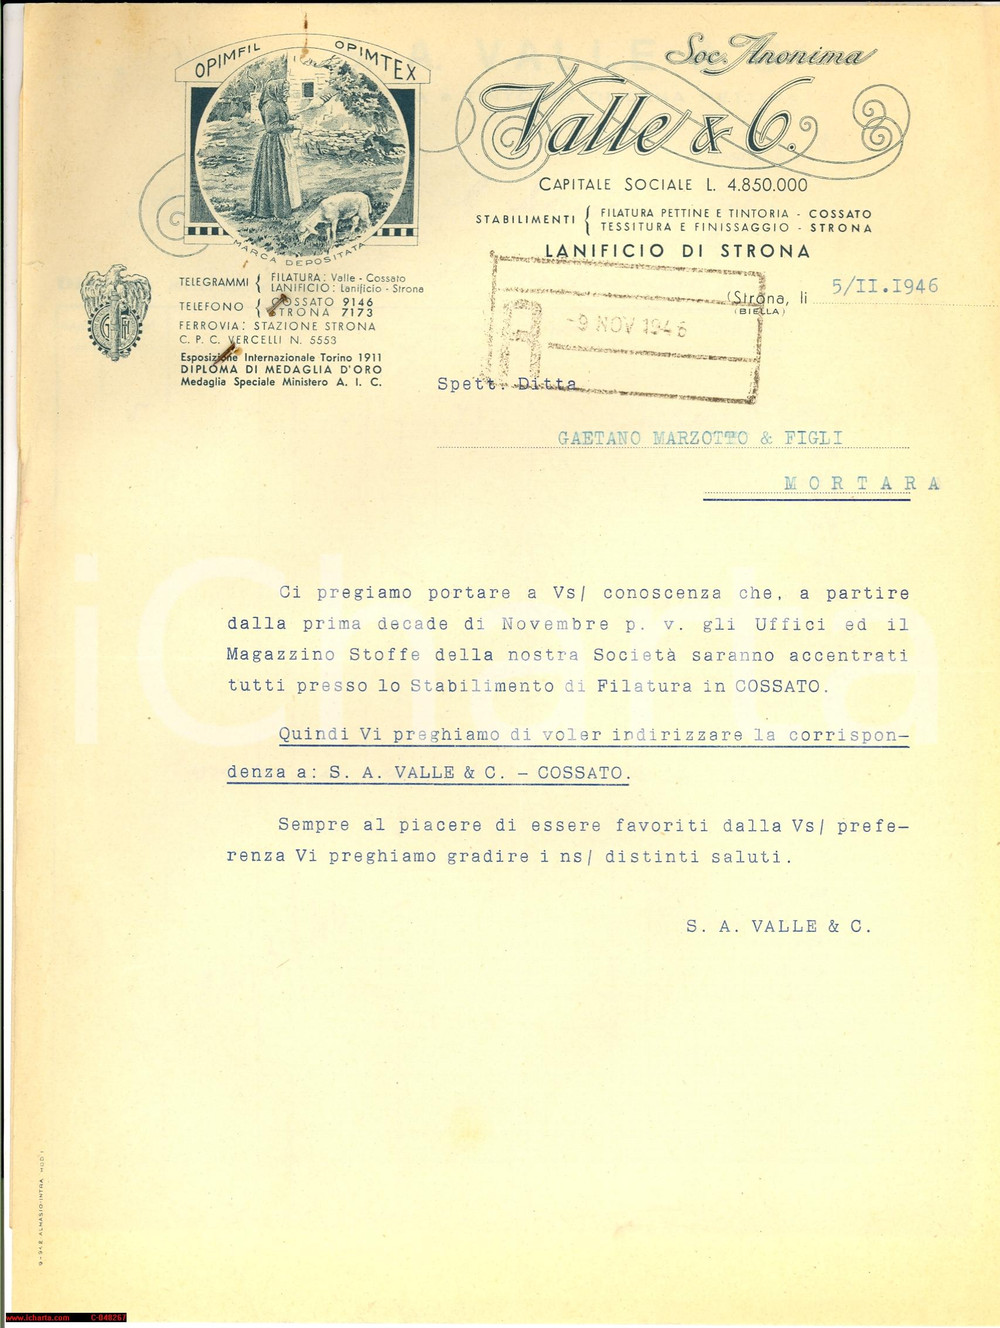 OPIMFIL OPIMTEX
MARCA DEPOSITATA
Soc. Anonima
Valle & C.
CAPITALE SOCIALE L. 4.850.000
STABILIMENTI { FILATURA PETTINE E TINTORIA - COSSATO
TESSITURA E FINISSAGGIO - STRONA
LANIFICIO DI STRONA
TELEGRAMMI { FILATURA: Valle - Cossato
LANIFICIO: Lanificio - Strona
TELEFONO { COSSATO 9146
STRONA 7173
FERROVIA: STAZIONE STRONA
C. P. C. VERCELLI N. 5553
Esposizione Internazionale Torino 1911
DIPLOMA DI MEDAGLIA D'ORO
Medaglia Speciale Ministero A. I. C.
(Strona, li 5/II.1946
(BIELLA)
R
-9 NOV 1946
Spett. Ditta
GAETANO MARZOTTO & FIGLI
MORTARA
Ci pregiamo portare a Vs/ conoscenza che, a partire
dalla prima decade di Novembre p. v. gli Uffici ed il
Magazzino Stoffe della nostra Società saranno accentrati
tutti presso lo Stabilimento di Filatura in COSSATO.
Quindi Vi preghiamo di voler indirizzare la corrispon-
denza a: S. A. VALLE & C. - COSSATO.
Sempre al piacere di essere favoriti dalla Vs/ prefe-
renza Vi preghiamo gradire i ns/ distinti saluti.
S. A. VALLE & C.
iCharta
www.icharta.com C-048267